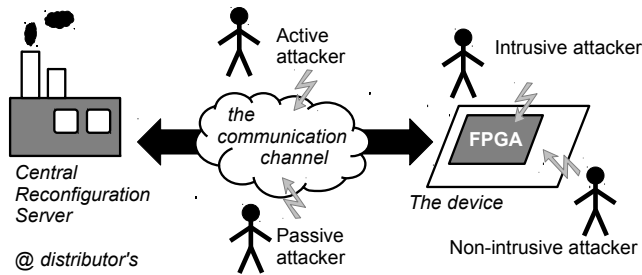 Active
attacker
Intrusive attacker
the
communication
channel
FPGA
Central
Reconfiguration
Server
The device
Passive
attacker
Non-intrusive attacker
@ distributor's